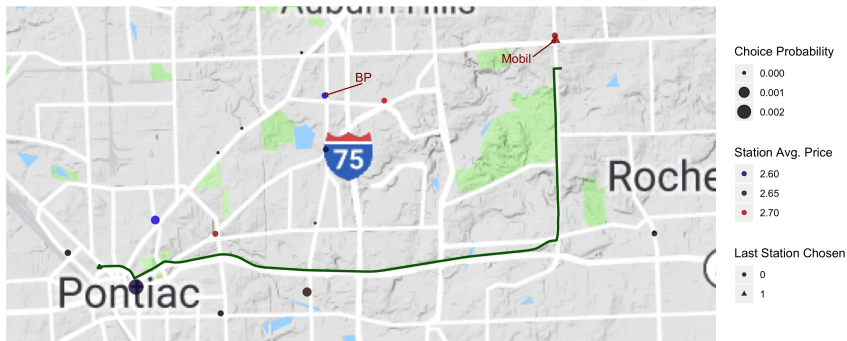 Auburn Hills
Mobil
BP
75
Roche
Pontiac
Choice Probability
0.000
0.001
0.002
Station Avg. Price
2.60
2.65
2.70
Last Station Chosen
0
1